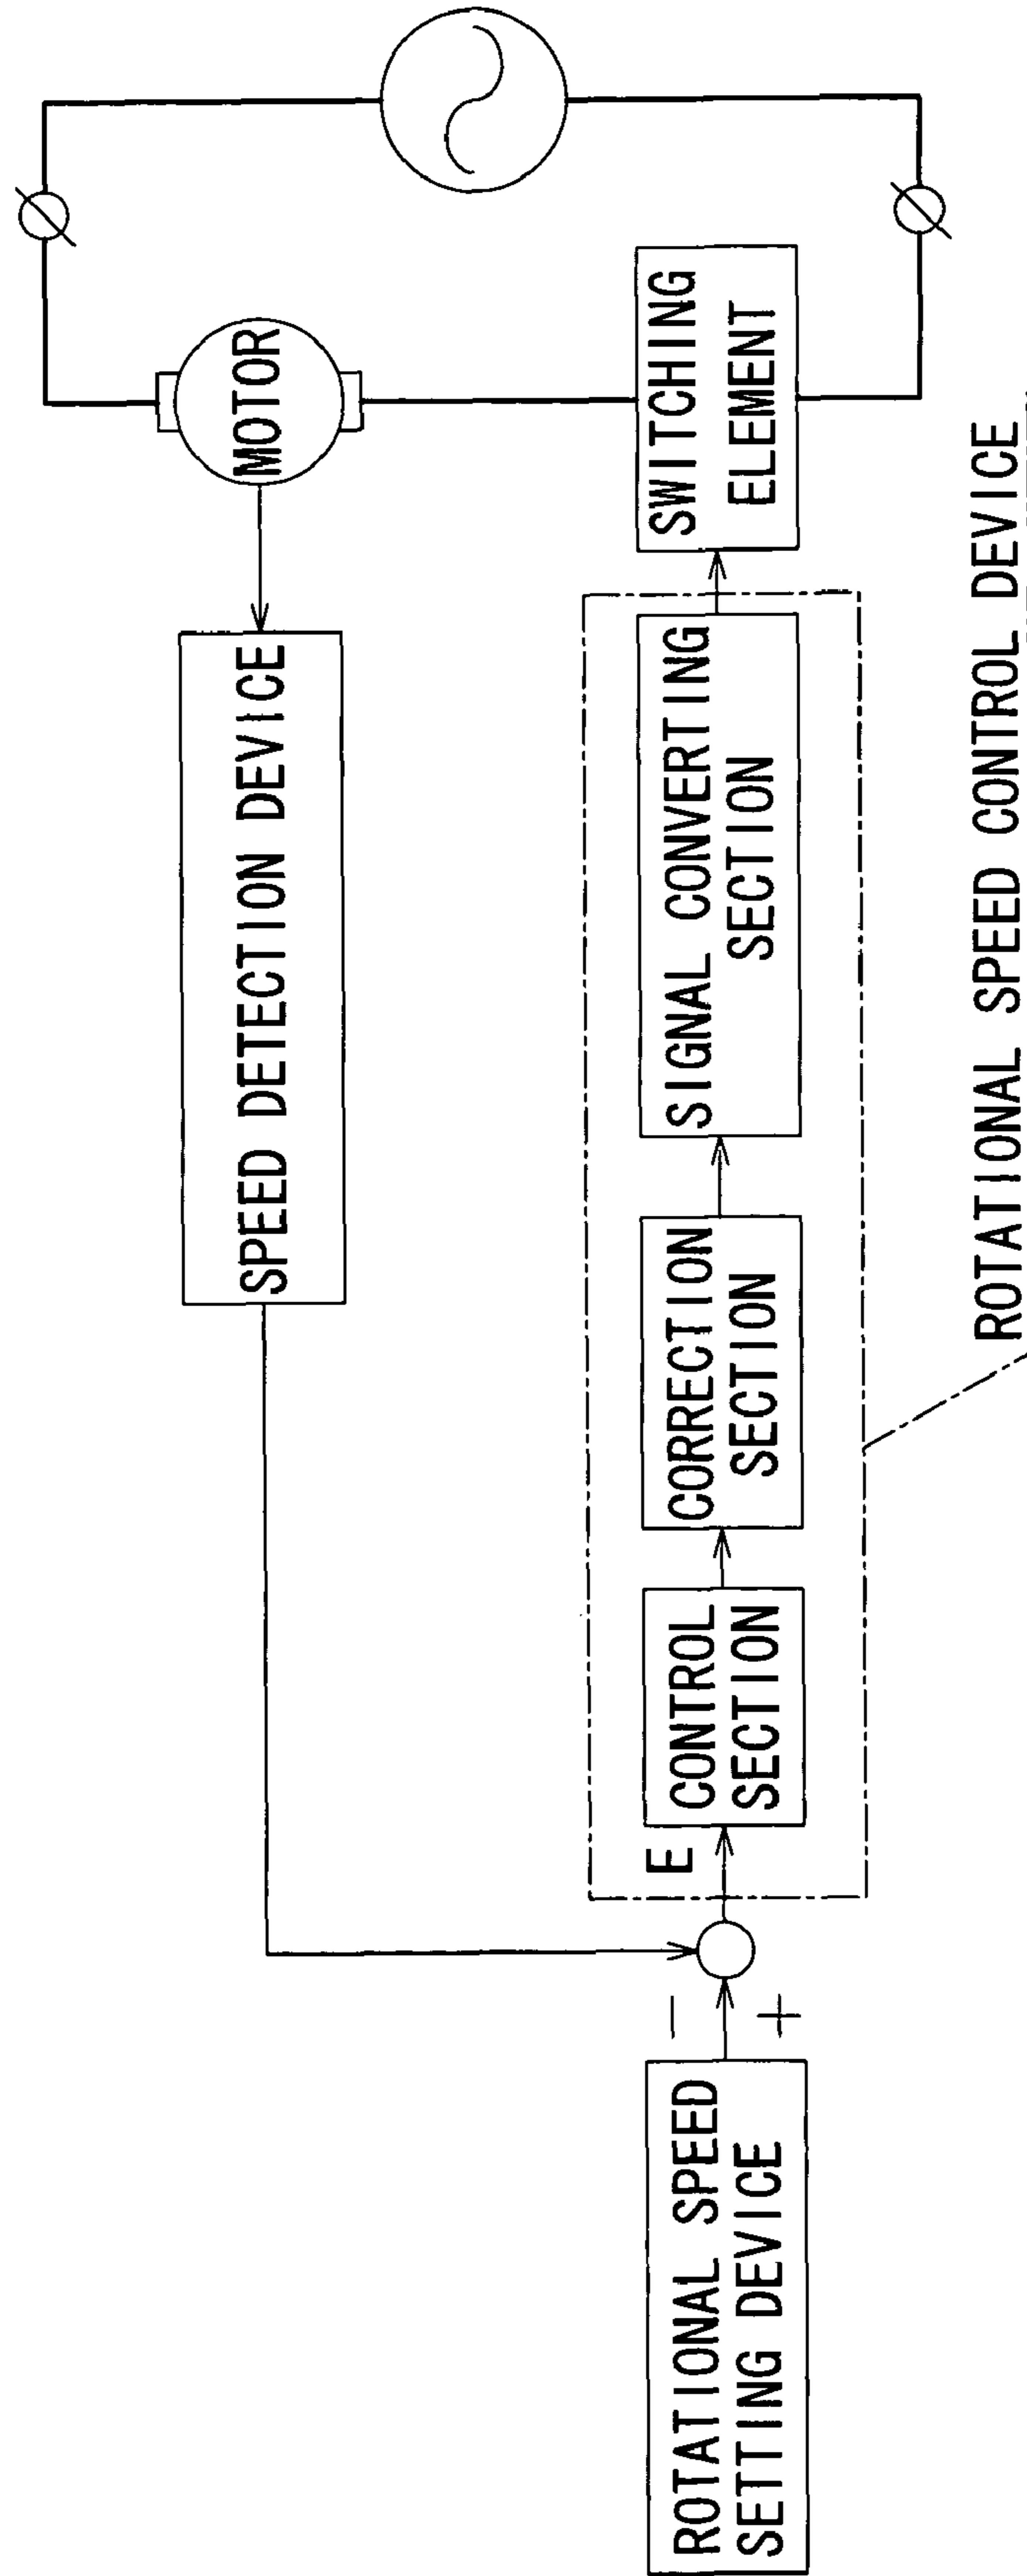 SPEED DETECTION DEVICE
MOTOR
ROTATIONAL SPEED
SETTING DEVICE
−
+
E
CONTROL
SECTION
CORRECTION
SECTION
SIGNAL CONVERTING
SECTION
SWITCHING
ELEMENT
ROTATIONAL SPEED CONTROL DEVICE